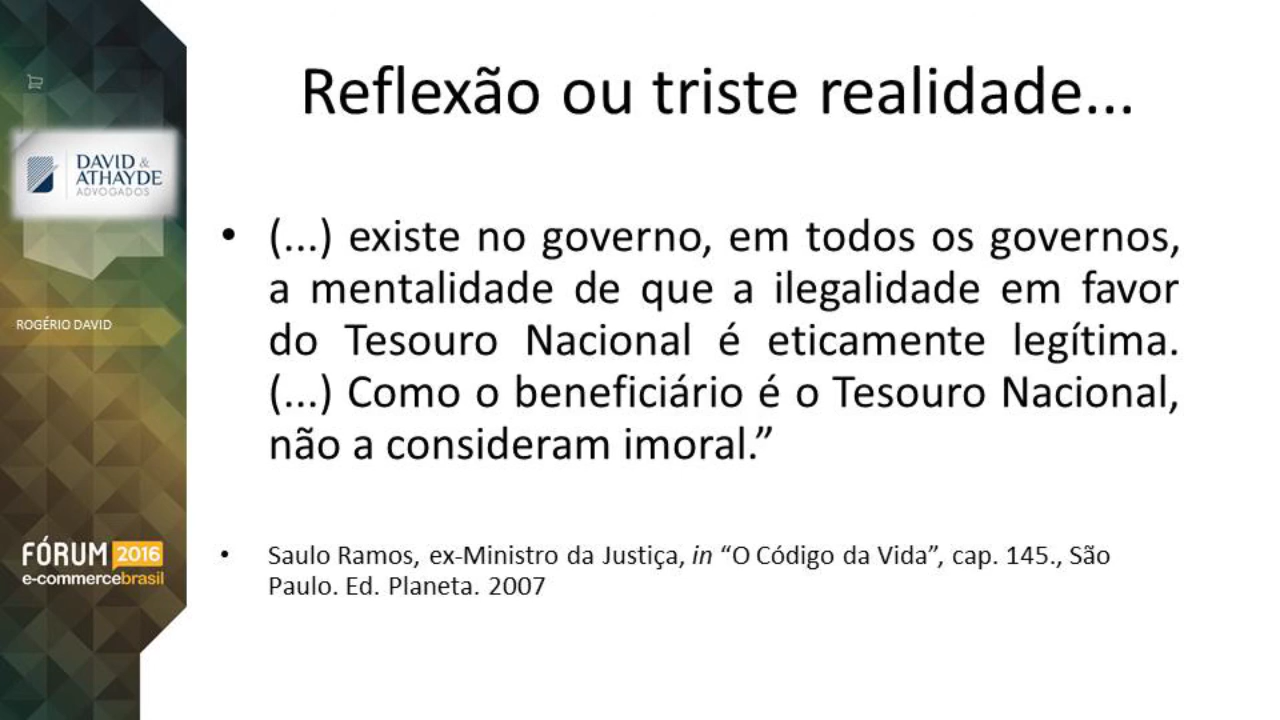 Reflexão ou triste realidade...
DAVID &
ATHAYDE
ADVOGADOS
• (...) existe no governo, em todos os governos,
a mentalidade de que a ilegalidade em favor
do Tesouro Nacional é eticamente legítima.
(...) Como o beneficiário é o Tesouro Nacional,
não a consideram imoral.”
ROGÉRIO DAVID
• Saulo Ramos, ex-Ministro da Justiça, in “O Código da Vida”, cap. 145., São
Paulo. Ed. Planeta. 2007
FÓRUM 2016
e-commercebrasil